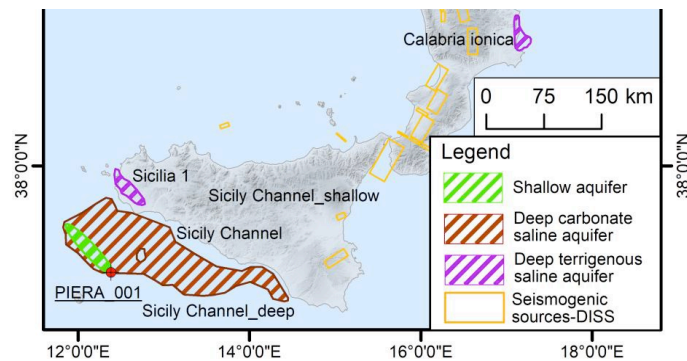 Calabria ionica
0 75 150 km
38°0'0"N
38°0'0"N
Legend
Sicilia 1
Sicily Channel_shallow
Shallow aquifer
Sicily Channel
Deep carbonate
saline aquifer
Deep terrigenous
saline aquifer
PIERA_001
Sicily Channel_deep
Seismogenic
sources-DISS
12°0'0"E 14°0'0"E 16°0'0"E 18°0'0"E